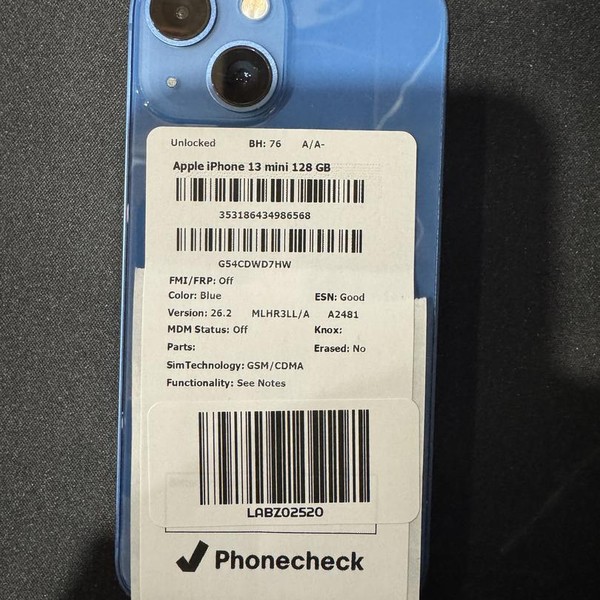 Unlocked BH: 76 A/A-
Apple iPhone 13 mini 128 GB
353186434986568
G54CDWD7HW
FMI/FRP: Off
Color: Blue ESN: Good
Version: 26.2 MLHR3LL/A A2481
MDM Status: Off Knox:
Parts: Erased: No
SimTechnology: GSM/CDMA
Functionality: See Notes
LABZ02520
Phonecheck